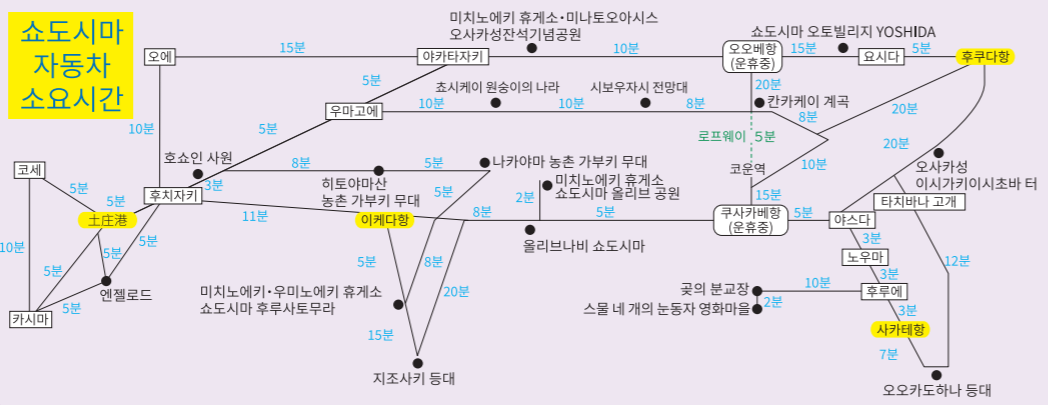 쇼도시마
자동차
소요시간
미치노에키 휴게소·미나토오아시스
오사카성잔석기념공원
쇼도시마 오토빌리지 YOSHIDA
15분
10분
15분
5분
오에
야카타자키
오오베항
(운휴중)
요시다
후쿠다항
5분
20분
쵸시케이 원숭이의 나라
시보우자시 전망대
칸카케이 계곡
우마고에
10분
10분
8분
8분
20분
10분
5분
로프웨이 5분
20분
호쇼인 사원
8분
5분
나카야마 농촌 가부키 무대
코운역
10분
오사카성
이시가키이시초바 터
코세
5분
3분
히토야마산
농촌 가부키 무대
미치노에키 휴게소
쇼도시마 올리브 공원
15분
타치바나 고개
후치자키
5분
2분
5분
土庄港
11분
이케다항
8분
5분
쿠사카베항
(운휴중)
5분
야스다
10분
5분
5분
올리브나비 쇼도시마
3분
노우마
5분
5분
8분
12분
3분
엔젤로드
20분
미치노에키·우미노에키 휴게소
쇼도시마 후루사토무라
곶의 분교장
10분
후루에
5분
스물 네 개의 눈동자 영화마을
2분
3분
카시마
15분
사카테항
7분
지조사키 등대
오오카도하나 등대